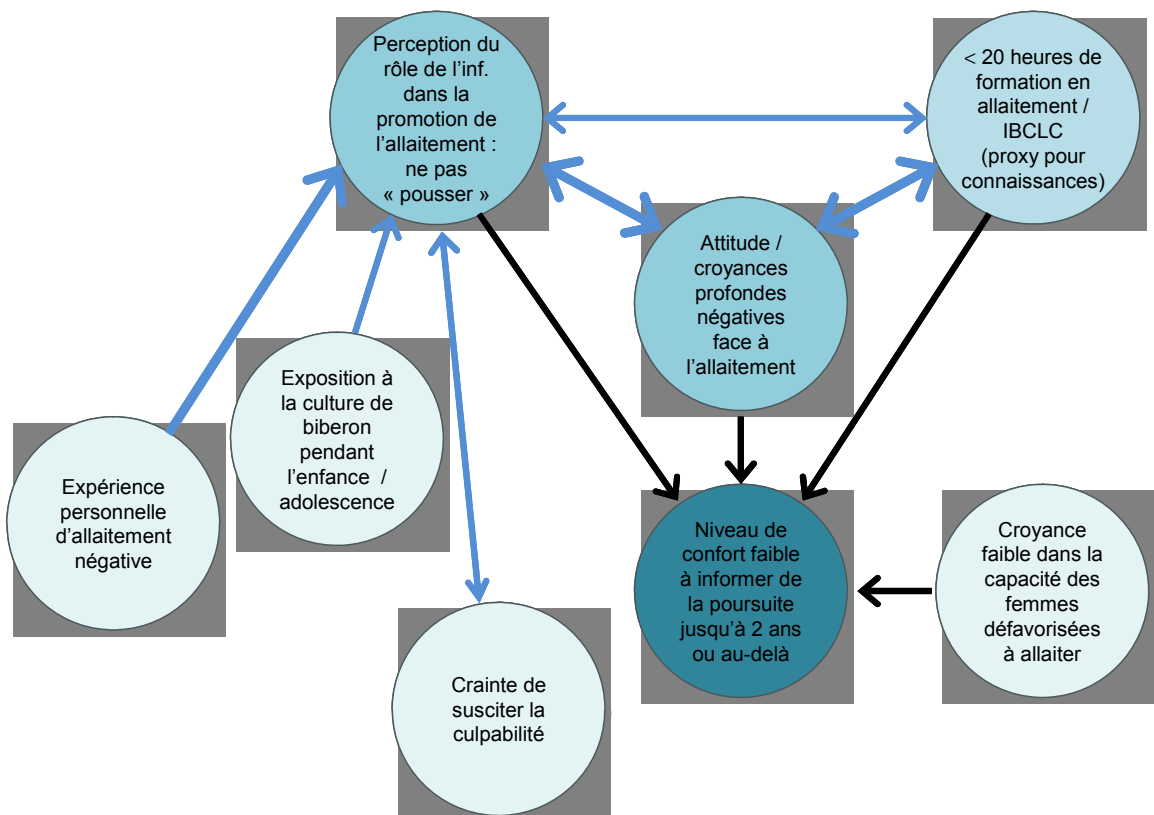 Perception du
rôle de l'inf.
dans la
promotion de
l'allaitement :
ne pas
« pousser »
< 20 heures de
formation en
allaitement /
IBCLC
(proxy pour
connaissances)
Attitude /
croyances
profondes
négatives
face à
l'allaitement
Exposition à
la culture de
biberon
pendant
l'enfance /
adolescence
Expérience
personnelle
d'allaitement
négative
Niveau de
confort faible
à informer de
la poursuite
jusqu'à 2 ans
ou au-delà
Croyance
faible dans la
capacité des
femmes
défavorisées
à allaiter
Crainte de
susciter la
culpabilité